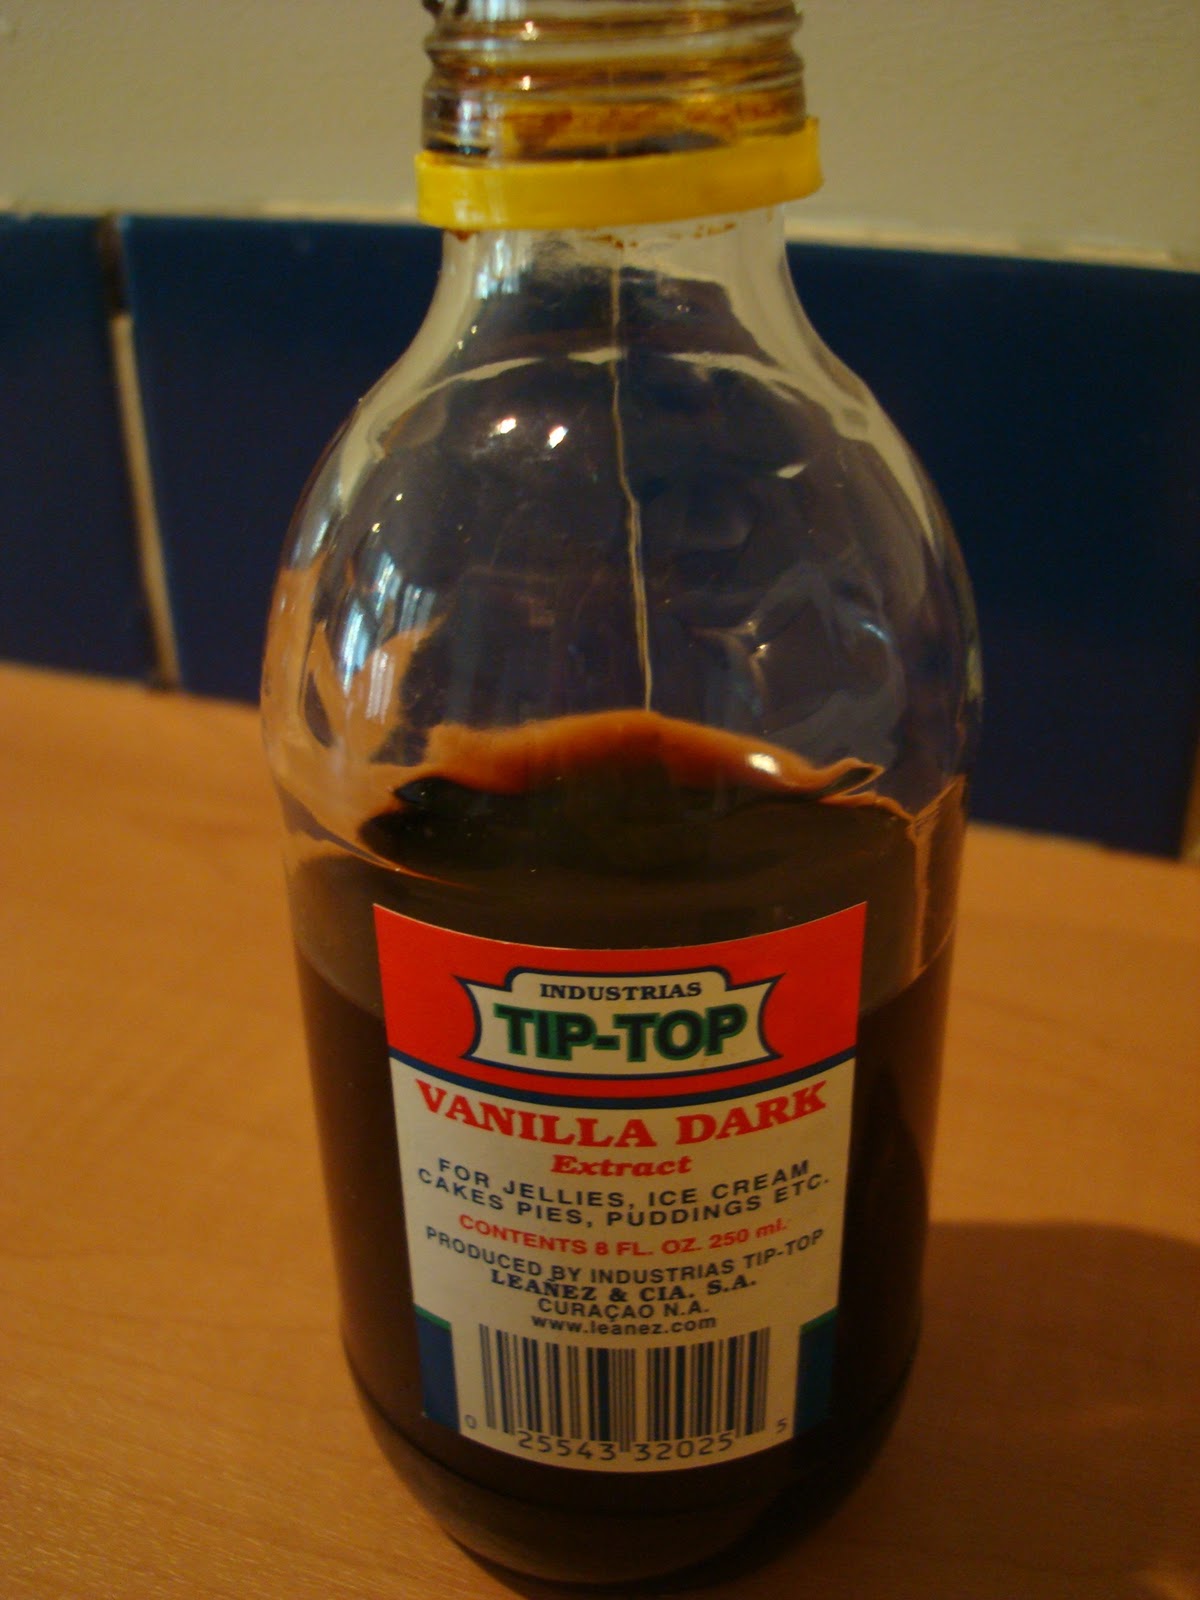 INDUSTRIAS
TIP-TOP
VANILLA DARK
Extract
FOR JELLIES, ICE CREAM
CAKES PIES, PUDDINGS ETC.
CONTENTS 8 FL. OZ. 250 ml.
PRODUCED BY INDUSTRIAS TIP-TOP
LEAÑEZ & CIA. S.A.
CURAÇAO N.A.
www.leanez.com
0 25543 32025 5